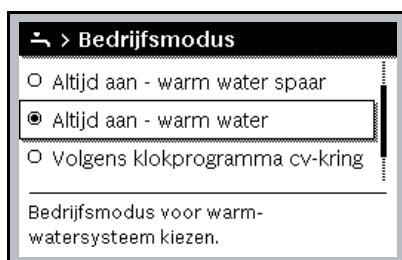 > Bedrijfsmodus
Altijd aan - warm water spaar
Altijd aan - warm water
Volgens klokprogramma cv-kring
Bedrijfsmodus voor warm-
watersysteem kiezen.